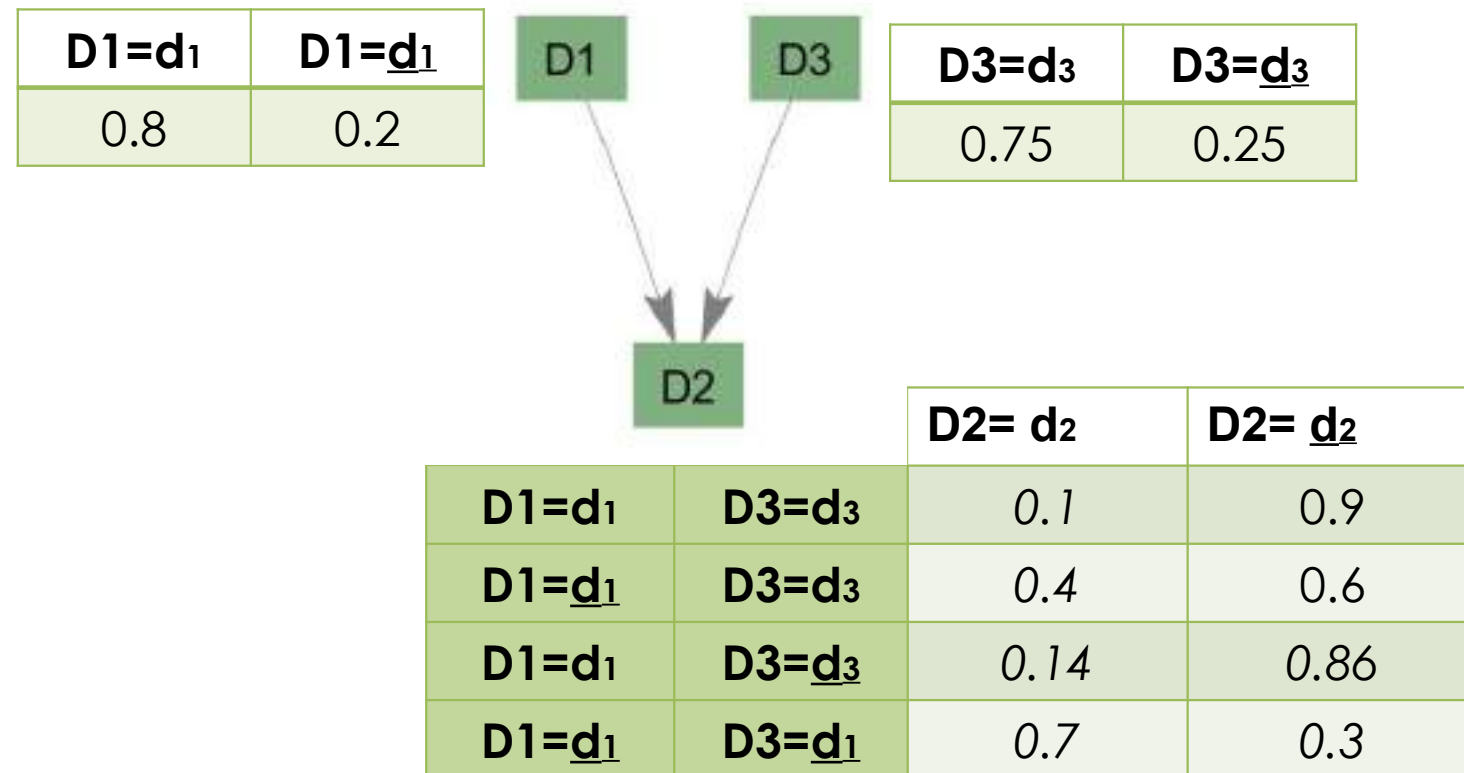 D1=d1 D1=d1
0.8 0.2
D1
D3
D3=d3 D3=d3
0.75 0.25
D2
D2= d2 D2= d2
D1=d1 D3=d3 0.1 0.9
D1=d1 D3=d3 0.4 0.6
D1=d1 D3=d3 0.14 0.86
D1=d1 D3=d1 0.7 0.3